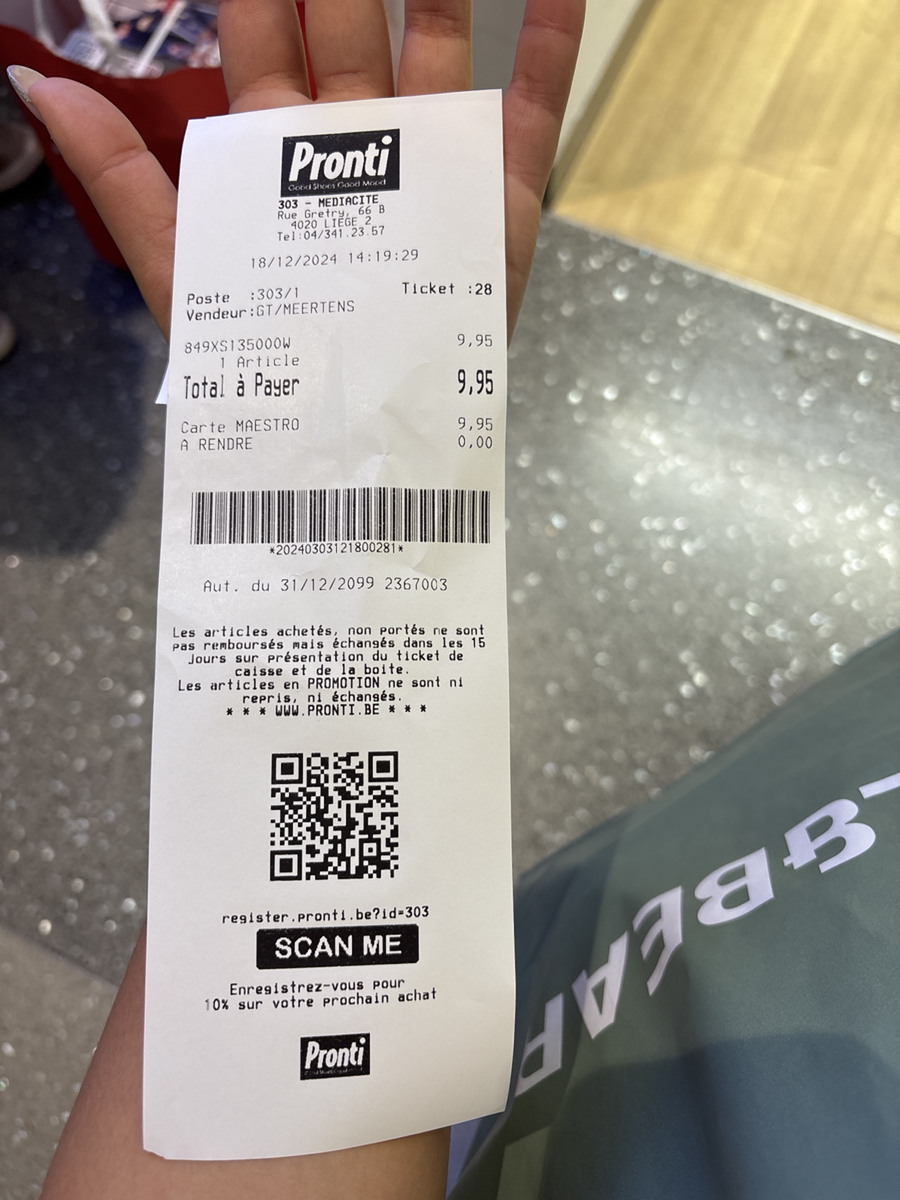 Pronti
Good Shoes Good Mood
303 - MEDIACITE
Rue Gretry, 66 B
4020 LIEGE 2
Tel:04/341.23.57
18/12/2024 14:19:29
Poste :303/1 Ticket :28
Vendeur:GT/MEERTENS
849XS135000W 9,95
1 Article
Total à Payer 9,95
Carte MAESTRO 9,95
A RENDRE 0,00
*20240303121800281*
Aut. du 31/12/2099 2367003
Les articles achetés, non portés ne sont
pas remboursés mais échangés dans les 15
Jours sur présentation du ticket de
caisse et de la boite.
Les articles en PROMOTION ne sont ni
repris, ni échangés.
* * * WWW.PRONTI.BE * * *
register.pronti.be?id=303
SCAN ME
Enregistrez-vous pour
10% sur votre prochain achat
Pronti